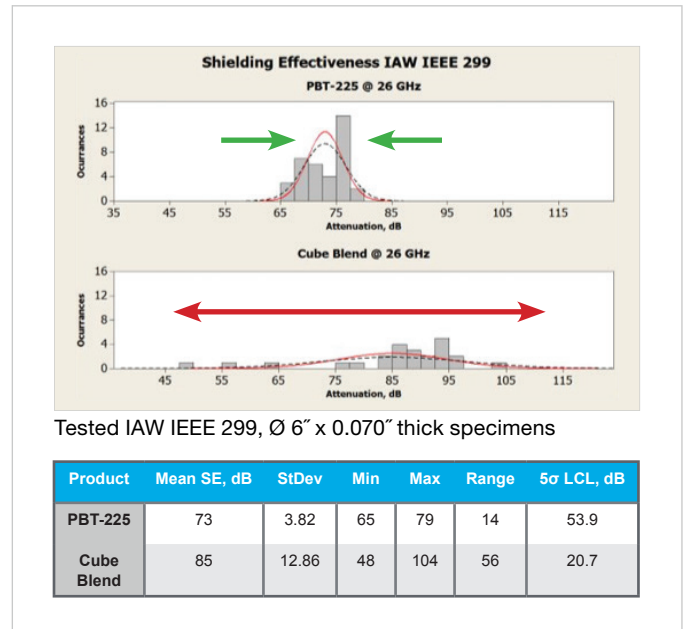 Shielding Effectiveness IAW IEEE 299
PBT-225 @ 26 GHz
16
12
8
4
0
Ocurrances
35 45 55 65 75 85 95 105 115
Attenuation, dB
Cube Blend @ 26 GHz
16
12
8
4
0
Ocurrances
45 55 65 75 85 95 105 115
Attenuation, dB
Tested IAW IEEE 299, Ø 6˝ x 0.070˝ thick specimens
Product Mean SE, dB StDev Min Max Range 5σ LCL, dB
PBT-225 73 3.82 65 79 14 53.9
Cube Blend 85 12.86 48 104 56 20.7